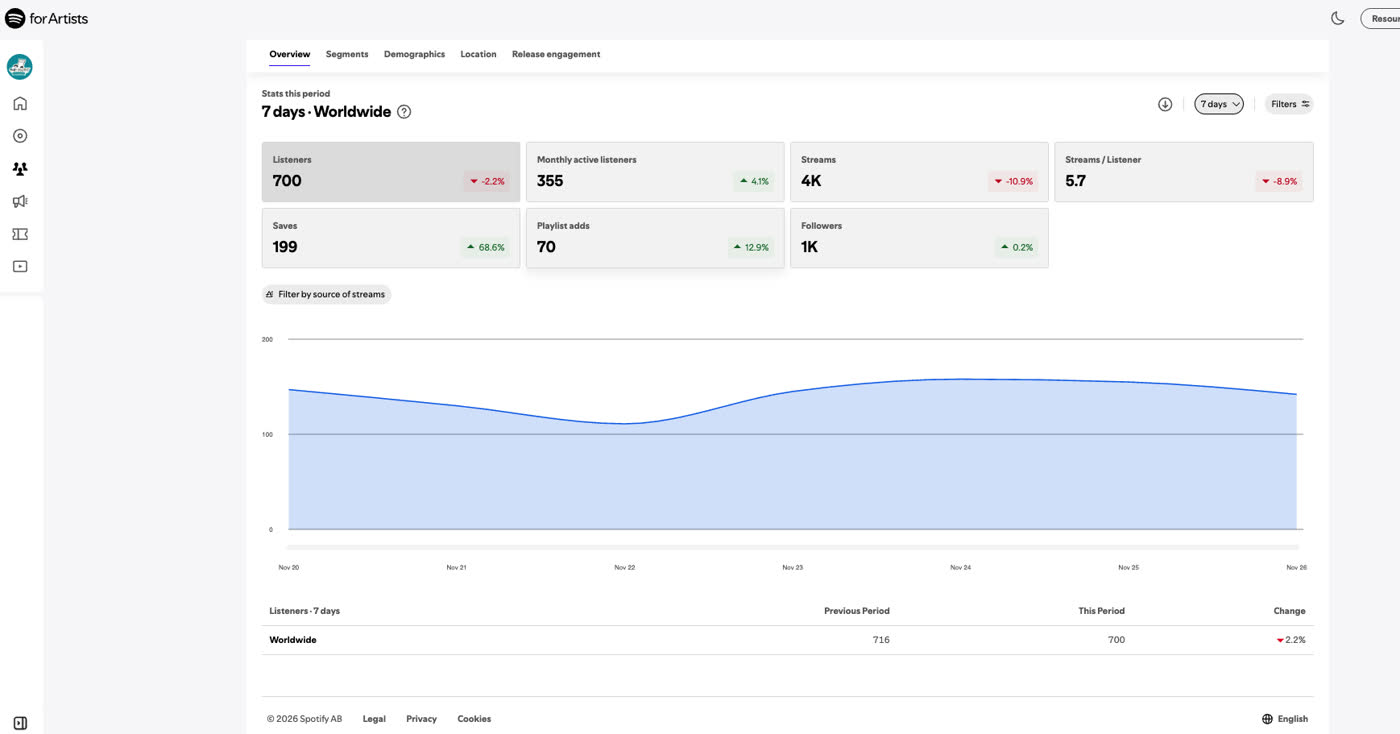 for Artists
Resour
Overview Segments Demographics Location Release engagement
Stats this period
7 days · Worldwide ?
7 days
Filters
Listeners
700
-2.2%
Monthly active listeners
355
4.1%
Streams
4K
-10.9%
Streams / Listener
5.7
-8.9%
Saves
199
68.6%
Playlist adds
70
12.9%
Followers
1K
0.2%
Filter by source of streams
200
100
0
Nov 20 Nov 21 Nov 22 Nov 23 Nov 24 Nov 25 Nov 26
Listeners · 7 days Previous Period This Period Change
Worldwide 716 700 2.2%
© 2026 Spotify AB Legal Privacy Cookies English